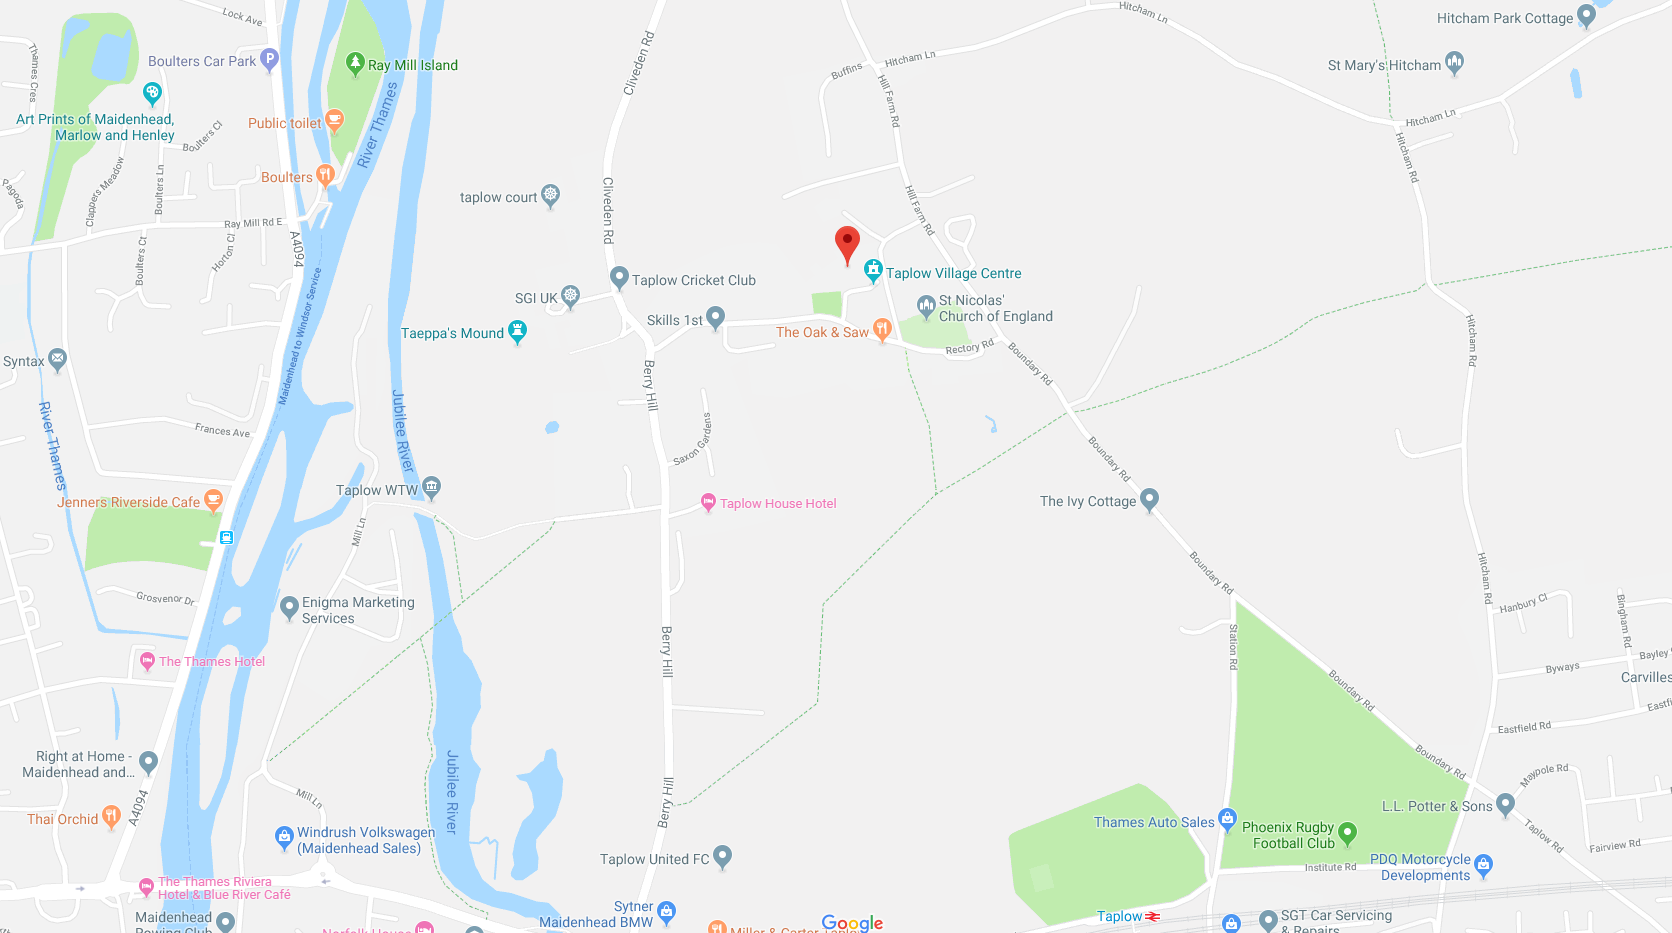 Lock Ave
Hitcham Ln
Hitcham Park Cottage
Thames Cres
Boulters Car Park
P
Ray Mill Island
Cliveden Rd
Buffins
Hitcham Ln
St Mary's Hitcham
Hill Farm Rd
Art Prints of Maidenhead,
Marlow and Henley
Public toilet
River Thames
Boulters Cl
Hitcham Ln
Hitcham Rd
Clappers Meadow
Boulters Ln
Boulters
Pagoda
taplow court
Cliveden Rd
Hill Farm Rd
Ray Mill Rd E
A4094
Boulters Ct
Horton Cl
Taplow Village Centre
Taplow Cricket Club
SGI UK
St Nicolas'
Church of England
Maidenhead to Windsor Service
Skills 1st
Taeppa's Mound
The Oak & Saw
Rectory Rd
Hitcham Rd
Syntax
Boundary Rd
Berry Hill
River Thames
Jubilee River
Frances Ave
Saxon Gardens
Boundary Rd
Taplow WTW
Jenners Riverside Cafe
Taplow House Hotel
The Ivy Cottage
Mill Ln
Boundary Rd
Hitcham Rd
Grosvenor Dr
Enigma Marketing
Services
Hanbury Cl
Bingham Rd
Station Rd
Berry Hill
The Thames Hotel
Byways
Bayley
Carvilles
Boundary Rd
Eastfield Rd
Eastfi
Right at Home -
Maidenhead and...
Jubilee River
Boundary Rd
Maypole Rd
Mill Ln
Berry Hill
A4094
Thai Orchid
L.L. Potter & Sons
Windrush Volkswagen
(Maidenhead Sales)
Thames Auto Sales
Phoenix Rugby
Football Club
Taplow Rd
Fairview Rd
Taplow United FC
Institute Rd
PDQ Motorcycle
Developments
The Thames Riviera
Hotel & Blue River Café
Sytner
Maidenhead BMW
Google
Taplow
SGT Car Servicing
& Repairs
Maidenhead
Rowing Club
Norfolk House
Miller & Carter Taplow